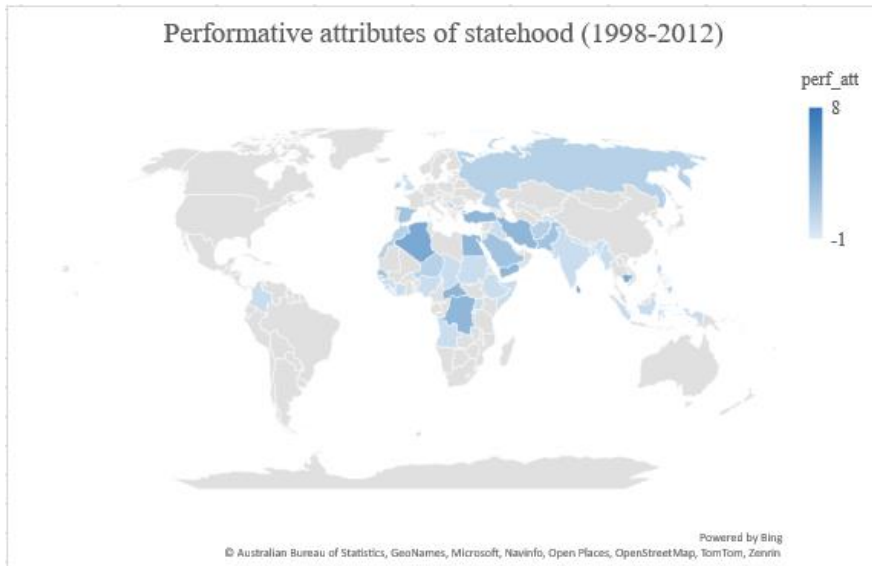 Performative attributes of statehood (1998-2012)
perf_att
8
-1
Powered by Bing
© Australian Bureau of Statistics, GeoNames, Microsoft, Navinfo, Open Places, OpenStreetMap, TomTom, Zenrin